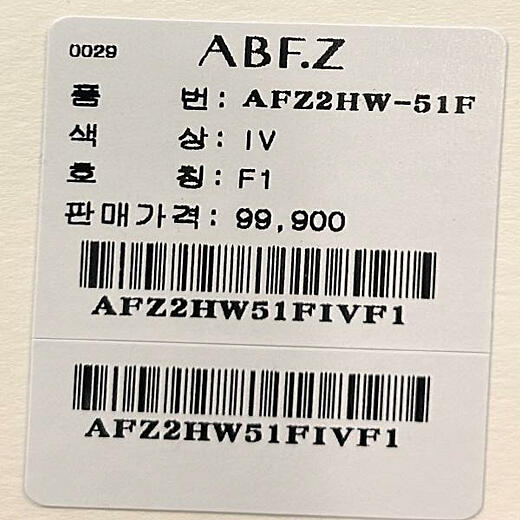 0029 ABF.Z
품 번: AFZ2HW-51F
색 상: IV
호 칭: F1
판매가격: 99,900
AFZ2HW51FIVF1
AFZ2HW51FIVF1